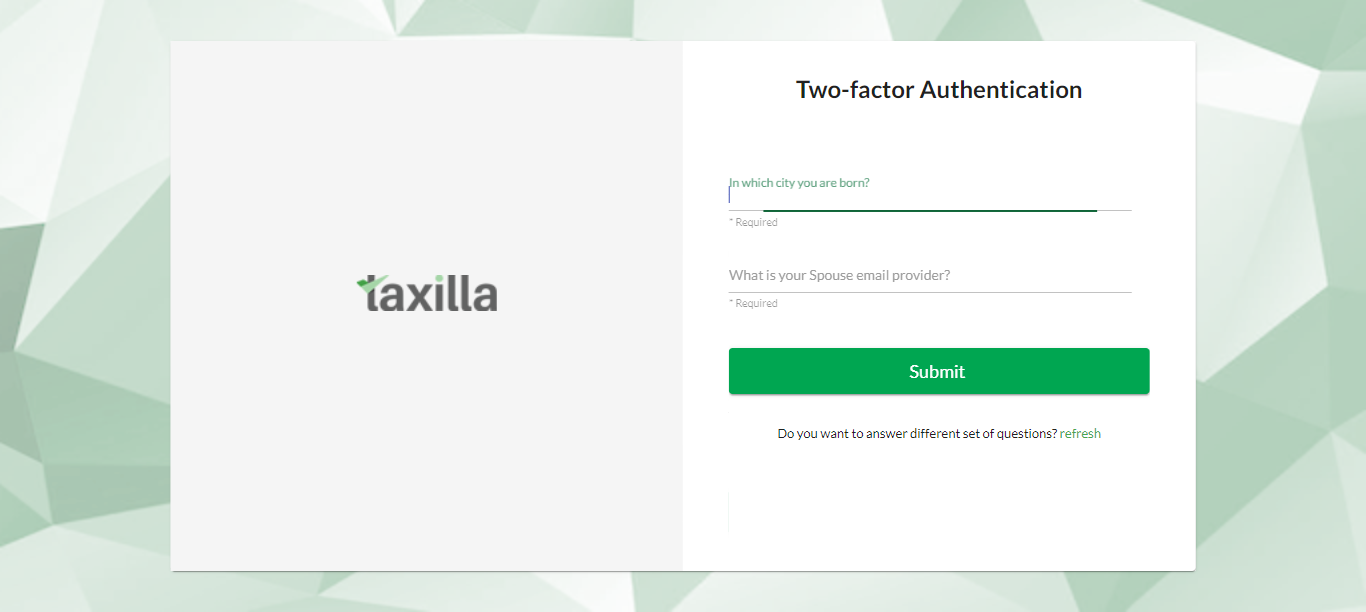 taxilla
Two-factor Authentication
In which city you are born?
* Required
What is your Spouse email provider?
* Required
Submit
Do you want to answer different set of questions? refresh